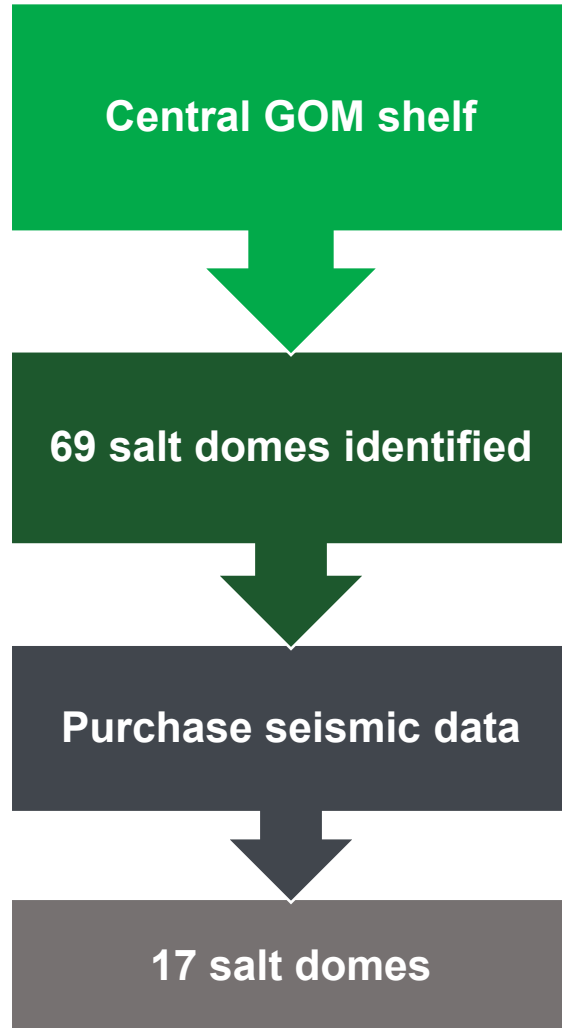 Central GOM shelf
69 salt domes identified
Purchase seismic data
17 salt domes